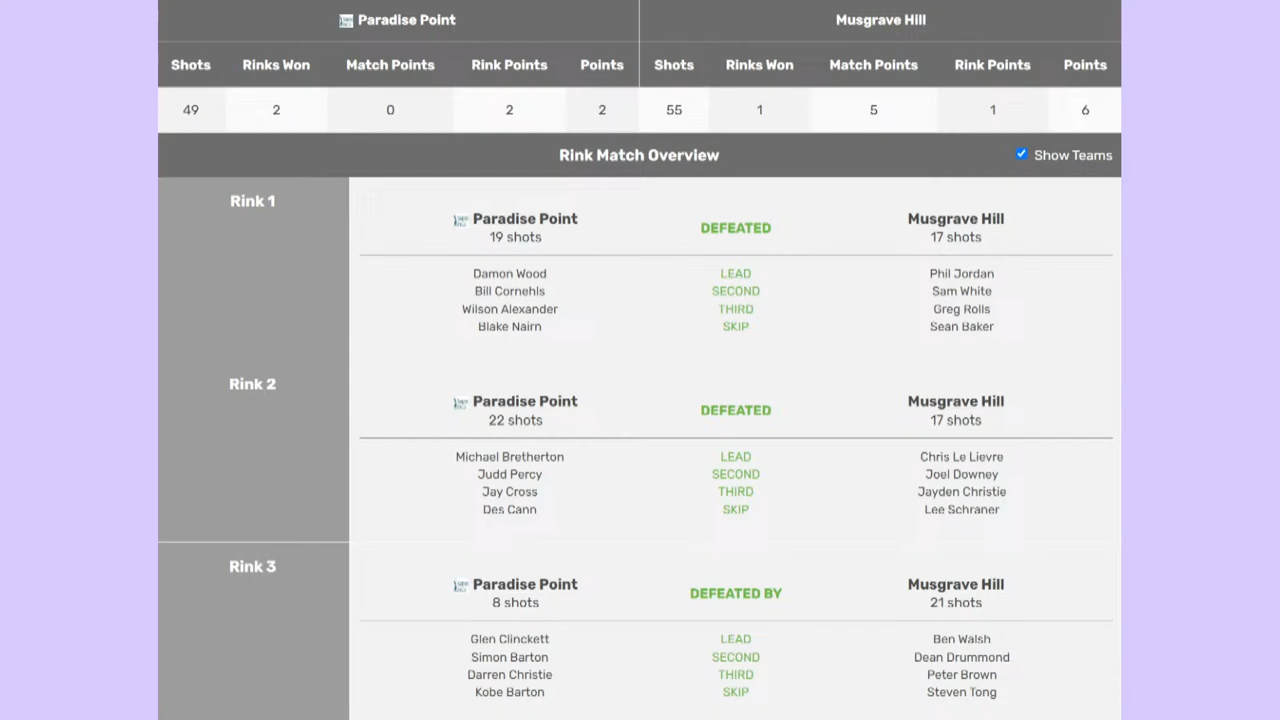 Paradise Point Musgrave Hill
Shots Rinks Won Match Points Rink Points Points Shots Rinks Won Match Points Rink Points Points
49 2 0 2 2 55 1 5 1 6
Rink Match Overview Show Teams
Rink 1
Paradise Point DEFEATED Musgrave Hill
19 shots 17 shots
Damon Wood LEAD Phil Jordan
Bill Cornehls SECOND Sam White
Wilson Alexander THIRD Greg Rolls
Blake Nairn SKIP Sean Baker
Rink 2
Paradise Point DEFEATED Musgrave Hill
22 shots 17 shots
Michael Bretherton LEAD Chris Le Lievre
Judd Percy SECOND Joel Downey
Jay Cross THIRD Jayden Christie
Des Cann SKIP Lee Schraner
Rink 3
Paradise Point DEFEATED BY Musgrave Hill
8 shots 21 shots
Glen Clinckett LEAD Ben Walsh
Simon Barton SECOND Dean Drummond
Darren Christie THIRD Peter Brown
Kobe Barton SKIP Steven Tong